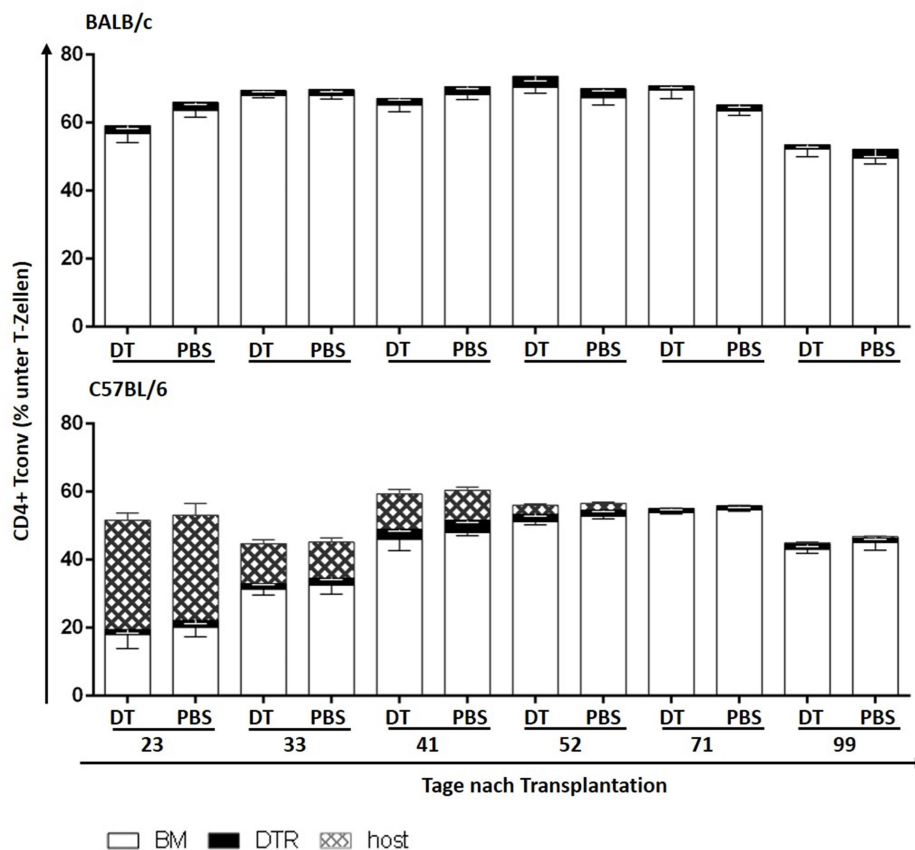 BALB/c
80
60
40
20
0
DT PBS DT PBS DT PBS DT PBS DT PBS DT PBS
CD4+ Tconv (% unter T-Zellen)
C57BL/6
80
60
40
20
0
DT PBS DT PBS DT PBS DT PBS DT PBS DT PBS
23 33 41 52 71 99
Tage nach Transplantation
BM DTR host